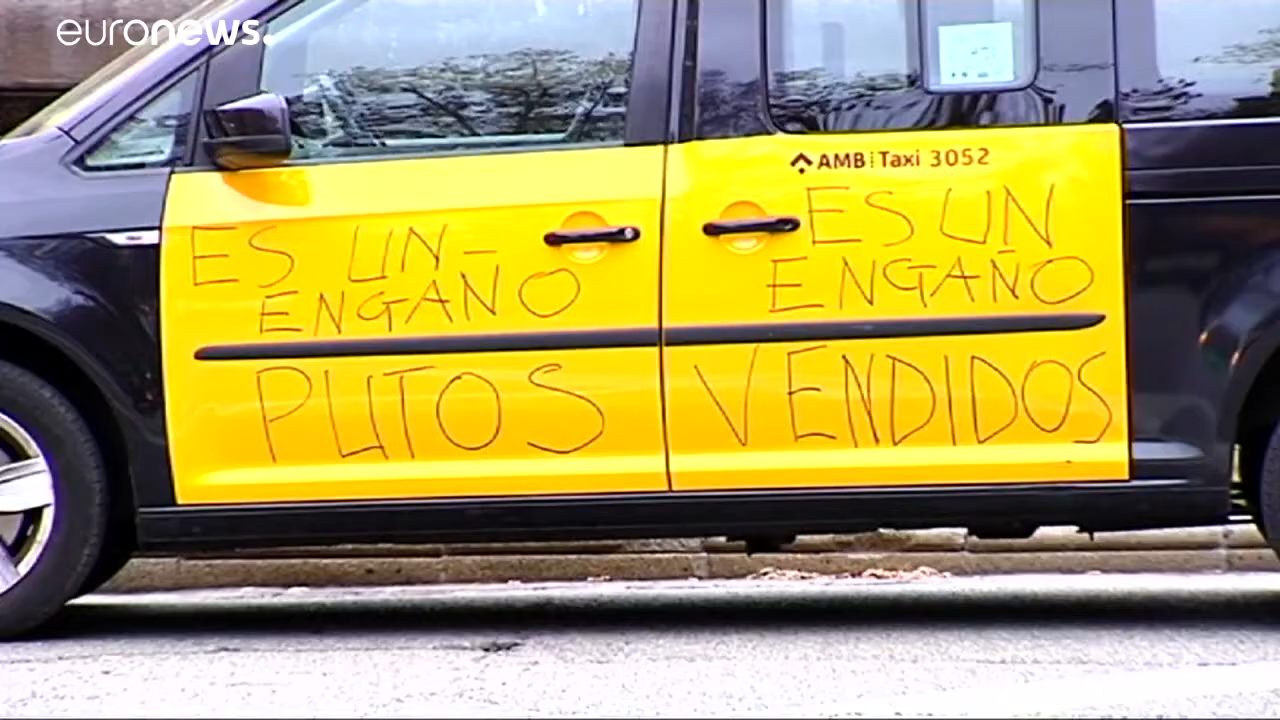 euronews.
AMB Taxi 3052
ES UN
ENGAÑO
ES UN
ENGAÑO
PUTOS VENDIDOS